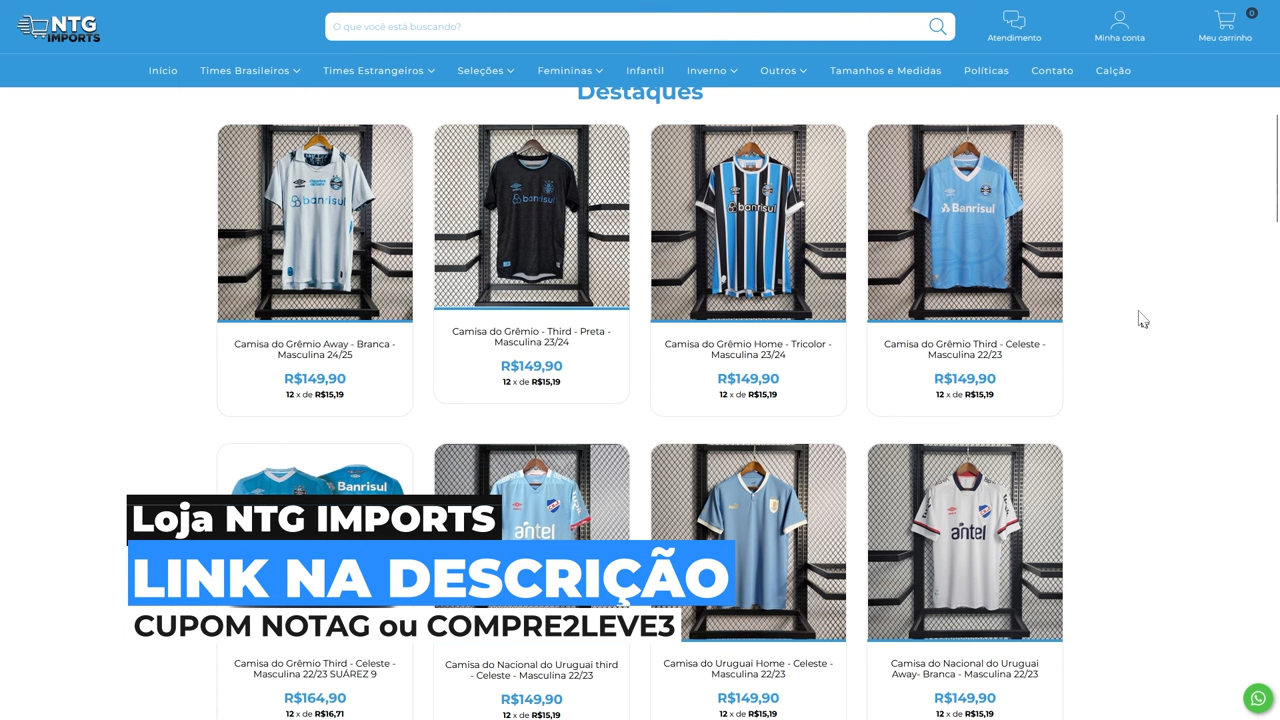 NTG
IMPORTS
O que você está buscando?
Atendimento
Minha conta
0
Meu carrinho
Início
Times Brasileiros
Times Estrangeiros
Seleções
Femininas
Infantil
Inverno
Outros
Tamanhos e Medidas
Políticas
Contato
Calção
Destaques
banrisul
banrisul
banrisul
Banrisul
Camisa do Grêmio Away - Branca -
Masculina 24/25
R$149,90
12 x de R$15,19
Camisa do Grêmio - Third - Preta -
Masculina 23/24
R$149,90
12 x de R$15,19
Camisa do Grêmio Home - Tricolor -
Masculina 23/24
R$149,90
12 x de R$15,19
Camisa do Grêmio Third - Celeste -
Masculina 22/23
R$149,90
12 x de R$15,19
Banrisul
antel
antel
Loja NTG IMPORTS
LINK NA DESCRIÇÃO
CUPOM NOTAG ou COMPRE2LEVE3
Camisa do Grêmio Third - Celeste -
Masculina 22/23 SUÁREZ 9
R$164,90
12 x de R$16,71
Camisa do Nacional do Uruguai third
- Celeste - Masculina 22/23
R$149,90
12 x de R$15,19
Camisa do Uruguai Home - Celeste -
Masculina 22/23
R$149,90
12 x de R$15,19
Camisa do Nacional do Uruguai
Away- Branca - Masculina 22/23
R$149,90
12 x de R$15,19